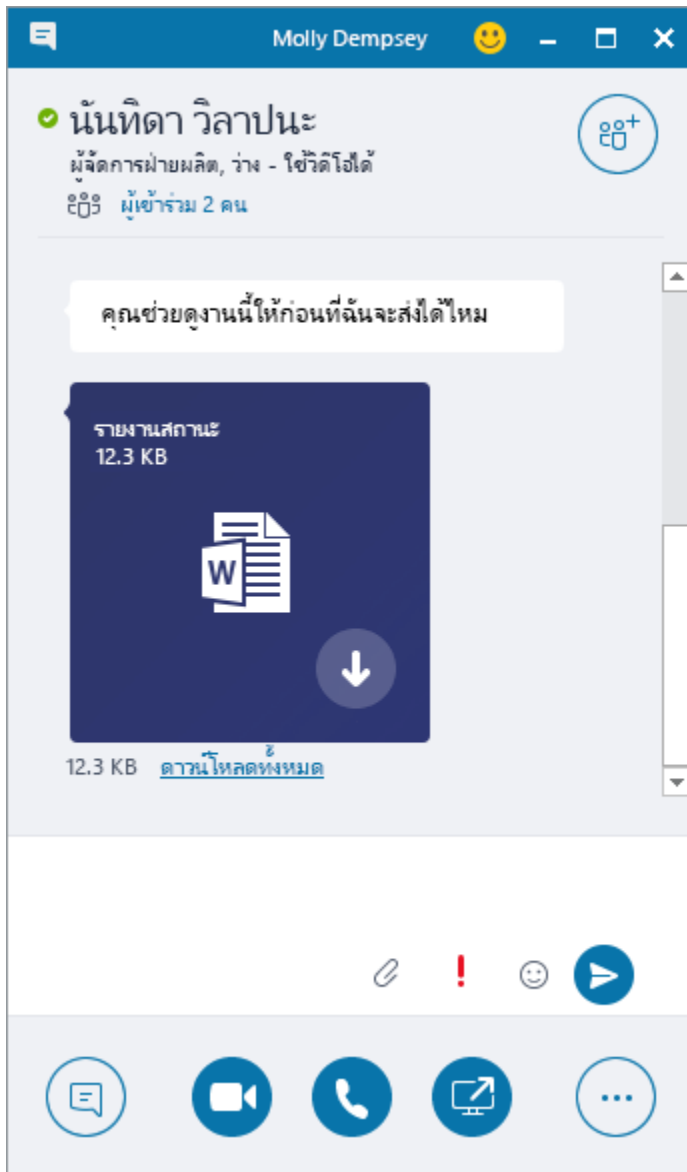 Molly Dempsey
นันทิดา วิลาปนะ
ผู้จัดการฝ่ายผลิต, ว่าง - ใช้วิดีโอได้
ผู้เข้าร่วม 2 คน
คุณช่วยดูงานนี้ให้ก่อนที่ฉันจะส่งได้ไหม
รายงานสถานะ
12.3 KB
W
12.3 KB ดาวน์โหลดทั้งหมด